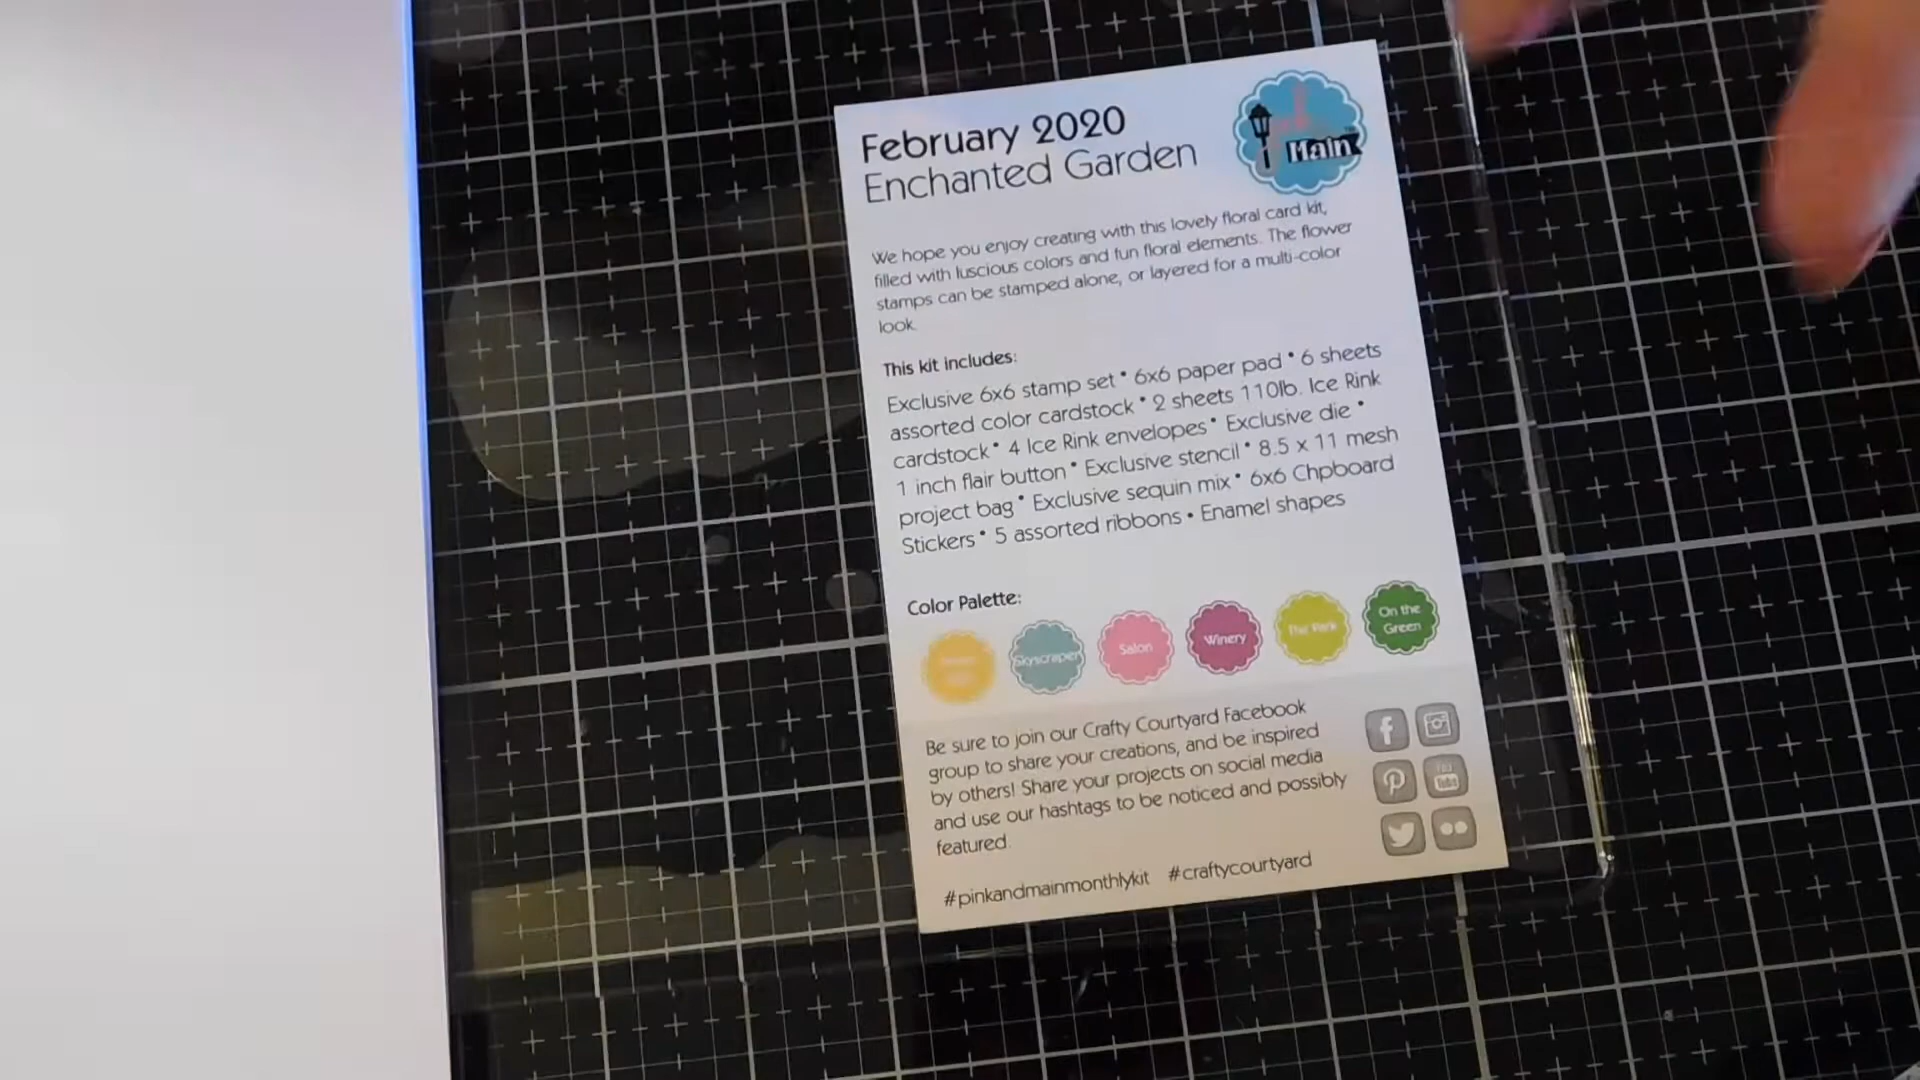 February 2020
Enchanted Garden
Main
We hope you enjoy creating with this lovely floral card kit,
filled with luscious colors and fun floral elements. The flower
stamps can be stamped alone, or layered for a multi-color
look.
This kit includes:
Exclusive 6x6 stamp set • 6x6 paper pad • 6 sheets
assorted color cardstock • 2 sheets 110lb. Ice Rink
cardstock • 4 Ice Rink envelopes • Exclusive die •
1 inch flair button • Exclusive stencil • 8.5 x 11 mesh
project bag • Exclusive sequin mix • 6x6 Chpboard
Stickers • 5 assorted ribbons • Enamel shapes
Color Palette:
Skyscraper Salon Winery The Park On the
Green
Be sure to join our Crafty Courtyard Facebook
group to share your creations, and be inspired
by others! Share your projects on social media
and use our hashtags to be noticed and possibly
featured.
#pinkandmainmonthlykit #craftycourtyard